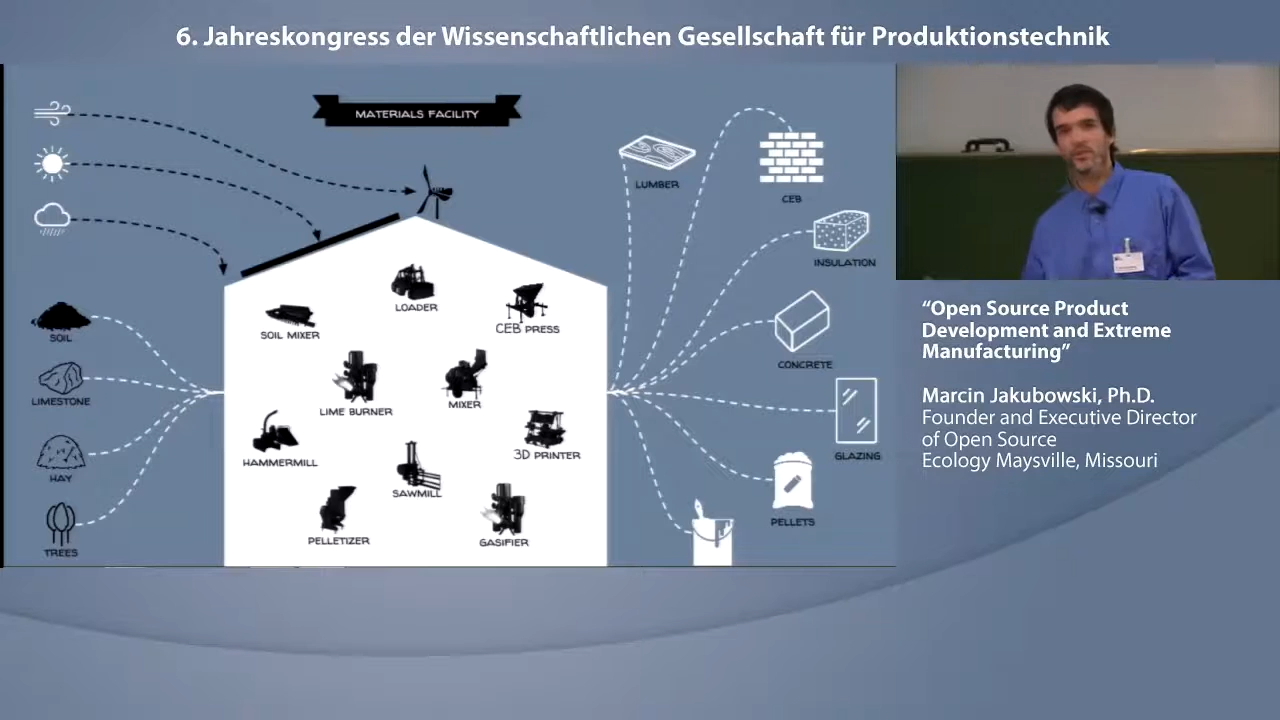 6. Jahreskongress der Wissenschaftlichen Gesellschaft für Produktionstechnik
MATERIALS FACILITY
SOIL
LIMESTONE
HAY
TREES
LOADER
SOIL MIXER
CEB PRESS
LIME BURNER
MIXER
HAMMERMILL
3D PRINTER
SAWMILL
PELLETIZER
GASIFIER
LUMBER
CEB
INSULATION
CONCRETE
GLAZING
PELLETS
“Open Source Product
Development and Extreme
Manufacturing”
Marcin Jakubowski, Ph.D.
Founder and Executive Director
of Open Source
Ecology Maysville, Missouri